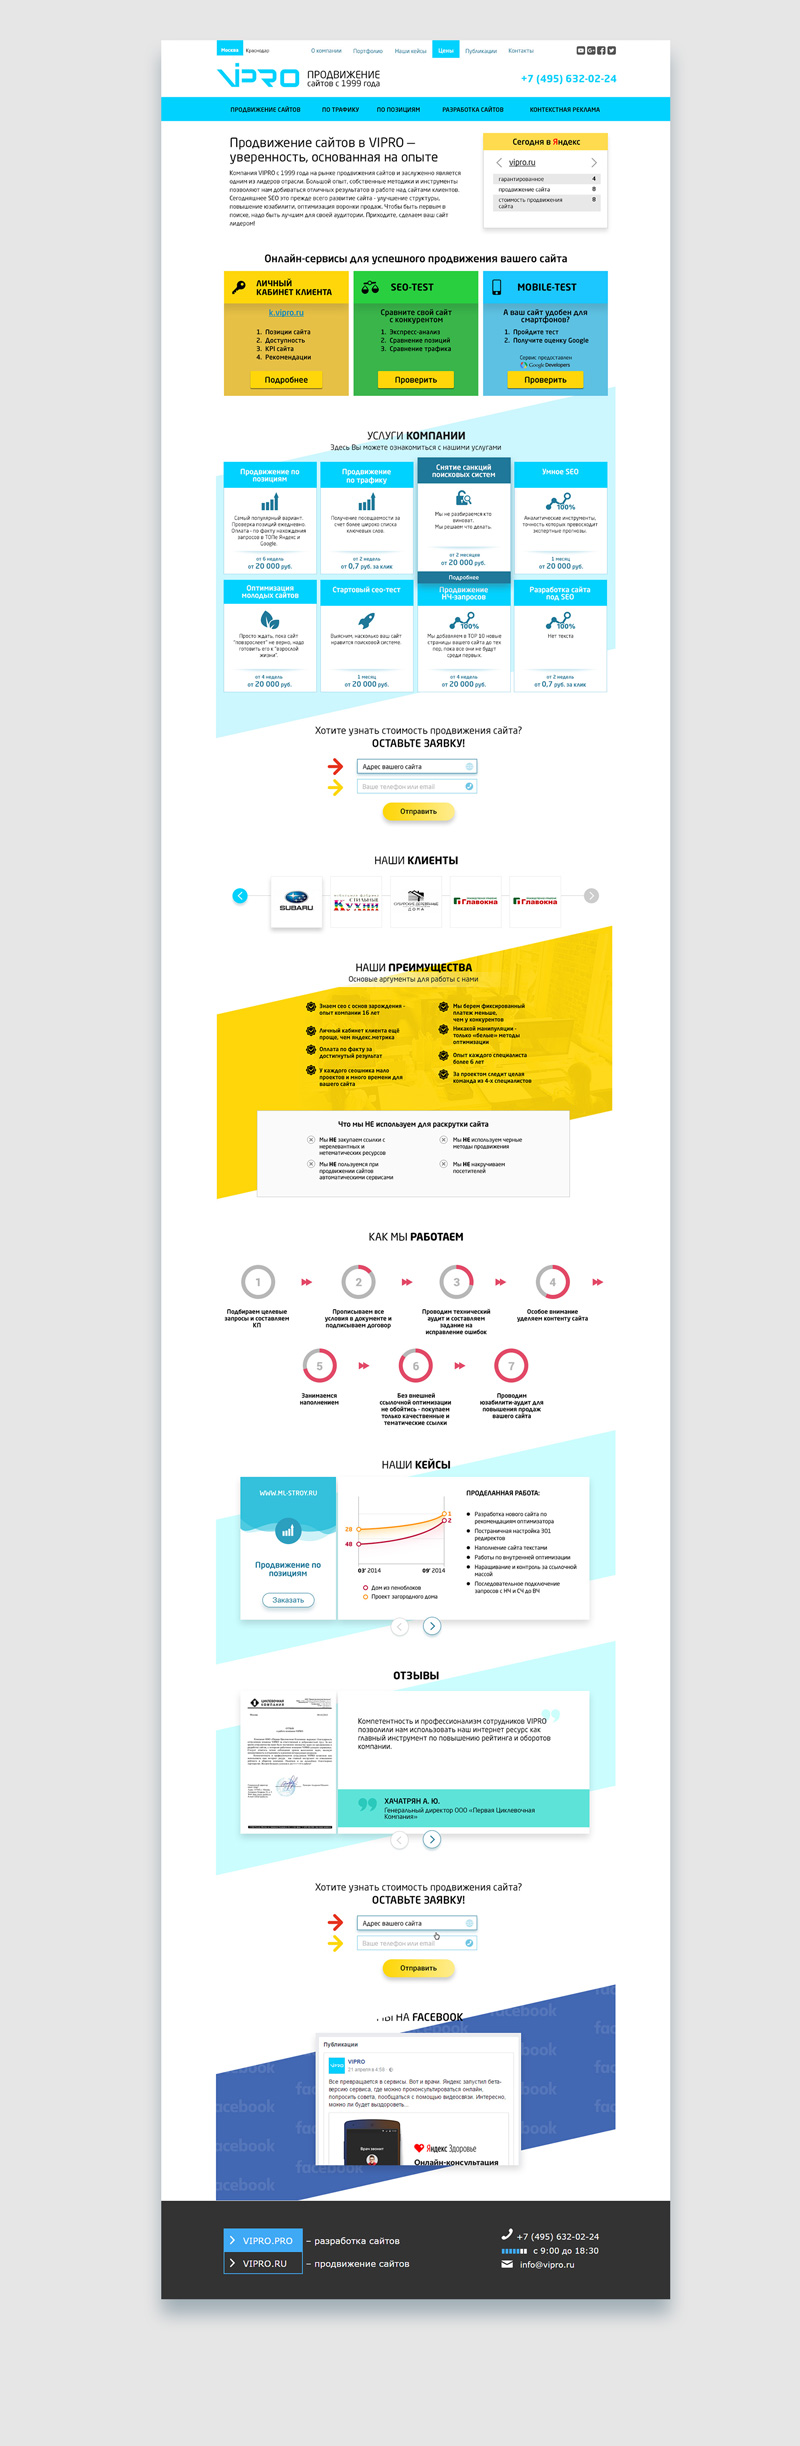 Москва Краснодар О компании Портфолио Наши кейсы Цены Публикации Контакты
VIPRO ПРОДВИЖЕНИЕ
сайтов с 1999 года
+7 (495) 632-02-24
ПРОДВИЖЕНИЕ САЙТОВ ПО ТРАФИКУ ПО ПОЗИЦИЯМ РАЗРАБОТКА САЙТОВ КОНТЕКСТНАЯ РЕКЛАМА
Продвижение сайтов в VIPRO —
уверенность, основанная на опыте
Компания VIPRO с 1999 года на рынке продвижения сайтов и заслуженно является
одним из лидеров отрасли. Большой опыт, собственные методики и инструменты
позволяют нам добиваться отличных результатов в работе над сайтами клиентов.
Сегодняшнее SEO это прежде всего развитие сайта - улучшение структуры,
повышение юзабилити, оптимизация воронки продаж. Чтобы быть первым в
поиске, надо быть лучшим для своей аудитории. Приходите, сделаем ваш сайт
лидером!
Сегодня в Яндекс
vipro.ru
гарантированное 4
продвижение сайта 8
стоимость продвижения
сайта 8
Онлайн-сервисы для успешного продвижения вашего сайта
ЛИЧНЫЙ
КАБИНЕТ КЛИЕНТА
k.vipro.ru
1. Позиции сайта
2. Доступность
3. KPI сайта
4. Рекомендации
Подробнее
SEO-TEST
Сравните свой сайт
с конкурентом
1. Экспресс-анализ
2. Сравнение позиций
3. Сравнение трафика
Проверить
MOBILE-TEST
А ваш сайт удобен для
смартфонов?
1. Пройдите тест
2. Получите оценку Google
Сервис предоставлен
Google Developers
Проверить
УСЛУГИ КОМПАНИИ
Здесь Вы можете ознакомиться с нашими услугами
Продвижение по
позициям
Самый популярный вариант.
Проверка позиций ежедневно.
Оплата - по факту нахождения
запросов в ТОПе Яндекс и
Google.
от 6 недель
от 20 000 руб.
Продвижение
по трафику
Получение посещаемости за
счет более широко списка
ключевых слов.
от 2 недель
от 0,7 руб. за клик
Снятие санкций
поисковых систем
Мы не разбираемся кто
виноват.
Мы решаем что делать.
от 2 месяцев
от 20 000 руб.
Подробнее
Умное SEO
100%
Аналитические инструменты,
точность которых превосходит
экспертные прогнозы.
1 месяц
от 20 000 руб.
Оптимизация
молодых сайтов
Просто ждать, пока сайт
"повзрослеет" не верно, надо
готовить его к "взрослой
жизни".
от 4 недель
от 20 000 руб.
Стартовый сео-тест
Выясним, насколько ваш сайт
нравится поисковой системе.
1 месяц
от 20 000 руб.
Продвижение
НЧ-запросов
100%
Мы добавляем в TOP 10 новые
страницы вашего сайта до тех
пор, пока все они не будут
среди первых.
от 4 недель
от 20 000 руб.
Разработка сайта
под SEO
100%
Нет текста
от 2 недель
от 0,7 руб. за клик
Хотите узнать стоимость продвижения сайта?
ОСТАВЬТЕ ЗАЯВКУ!
Адрес вашего сайта
Ваше телефон или email
Отправить
НАШИ КЛИЕНТЫ
SUBARU
СТИЛЬНЫЕ
КУХНИ
СИБИРСКИЕ ДЕРЕВЯННЫЕ
ДОМА
Главокна
Главокна
НАШИ ПРЕИМУЩЕСТВА
Основые аргументы для работы с нами
Знаем сео с основ зарождения -
опыт компании 16 лет
Личный кабинет клиента ещё
проще, чем яндекс.метрика
Оплата по факту за
достигнутый результат
У каждого сеошника мало
проектов и много времени для
вашего сайта
Мы берем фиксированный
платеж меньше,
чем у конкурентов
Никакой манипуляции -
только «белые» методы
оптимизации
Опыт каждого специалиста
более 6 лет
За проектом следит целая
команда из 4-х специалистов
Что мы НЕ используем для раскрутки сайта
Мы НЕ закупаем ссылки с
нерелевантных и
нетематических ресурсов
Мы НЕ пользуемся при
продвижении сайтов
автоматическими сервисами
Мы НЕ используем черные
методы продвижения
Мы НЕ накручиваем
посетителей
КАК МЫ РАБОТАЕМ
1
Подбираем целевые
запросы и составляем
КП
2
Прописываем все
условия в документе и
подписываем договор
3
Проводим технический
аудит и составляем
задание на
исправление ошибок
4
Особое внимание
уделяем контенту сайта
5
Занимаемся
наполнением
6
Без внешней
ссылочной оптимизации
не обойтись - покупаем
только качественные и
тематические ссылки
7
Проводим
юзабилити-аудит для
повышения продаж
вашего сайта
НАШИ КЕЙСЫ
WWW.ML-STROY.RU
Продвижение по
позициям
Заказать
28
48
1
2
03' 2014 09' 2014
Дом из пеноблоков
Проект загородного дома
ПРОДЕЛАННАЯ РАБОТА:
Разработка нового сайта по
рекомендациям оптимизатора
Постраничная настройка 301
редиректов
Наполнение сайта текстами
Работы по внутренней оптимизации
Наращивание и контроль за ссылочной
массой
Последовательное подключение
запросов с НЧ и СЧ до ВЧ
ОТЗЫВЫ
ЦИКЛЕВОЧНАЯ
КОМПАНИЯ
Компетентность и профессионализм сотрудников VIPRO
позволили нам использовать наш интернет ресурс как
главный инструмент по повышению рейтинга и оборотов
компании.
ХАЧАТРЯН А. Ю.
Генеральный директор ООО «Первая Циклевочная
Компания»
Хотите узнать стоимость продвижения сайта?
ОСТАВЬТЕ ЗАЯВКУ!
Адрес вашего сайта
Ваше телефон или email
Отправить
МЫ НА FACEBOOK
Публикации
ViPRO
21 апреля в 4:59
Все превращается в сервисы. Вот и врачи. Яндекс запустил бета-
версию сервиса, где можно проконсультироваться онлайн,
попросить совета, пообщаться с помощью видеосвязи. Интересно,
можно ли будет выздороветь...
Врач звонит
Яндекс Здоровье
Онлайн-консультация
VIPRO.PRO – разработка сайтов
VIPRO.RU – продвижение сайтов
+7 (495) 632-02-24
с 9:00 до 18:30
info@vipro.ru